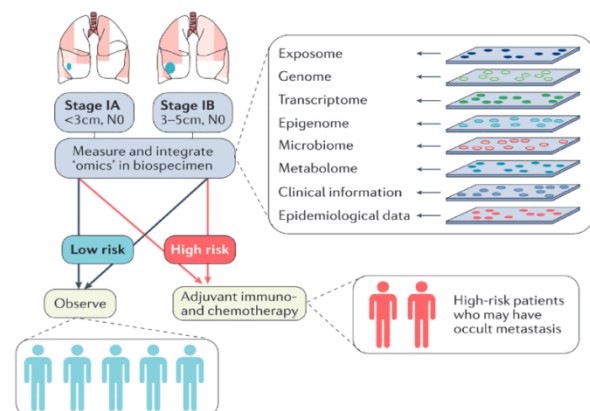 Stage IA
<3cm, N0
Stage IB
3–5cm, N0
Measure and integrate
‘omics’ in biospecimen
Exposome
Genome
Transcriptome
Epigenome
Microbiome
Metabolome
Clinical information
Epidemiological data
Low risk
High risk
Observe
Adjuvant immuno-
and chemotherapy
High-risk patients
who may have
occult metastasis